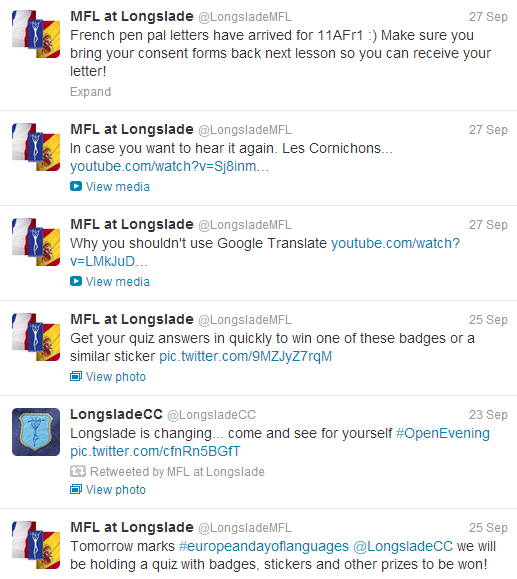 MFL at Longslade @LongsladeMFL 27 Sep
French pen pal letters have arrived for 11AFr1 :) Make sure you
bring your consent forms back next lesson so you can receive your
letter!
Expand
MFL at Longslade @LongsladeMFL 27 Sep
In case you want to hear it again. Les Cornichons...
youtube.com/watch?v=Sj8inm…
View media
MFL at Longslade @LongsladeMFL 27 Sep
Why you shouldn't use Google Translate youtube.com/watch?
v=LMkJuD…
View media
MFL at Longslade @LongsladeMFL 25 Sep
Get your quiz answers in quickly to win one of these badges or a
similar sticker pic.twitter.com/9MZJyZ7rqM
View photo
LongsladeCC @LongsladeCC 23 Sep
Longslade is changing... come and see for yourself #OpenEvening
pic.twitter.com/cfnRn5BGfT
Retweeted by MFL at Longslade
View photo
MFL at Longslade @LongsladeMFL 25 Sep
Tomorrow marks #europeandayoflanguages @LongsladeCC we will
be holding a quiz with badges, stickers and other prizes to be won!